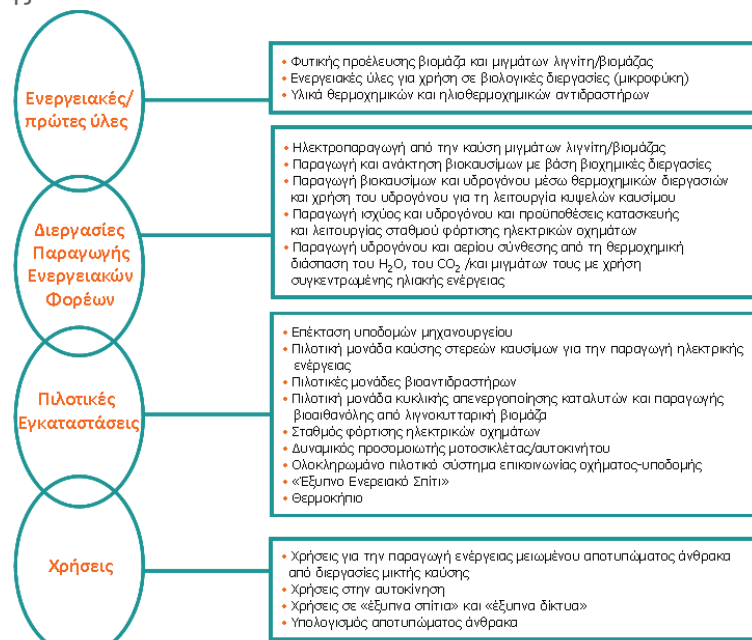 Ενεργειακές/
πρώτες ύλες
• Φυτικής προέλευσης βιομάζα και μιγμάτων λιγνίτη/βιομάζας
• Ενεργειακές ύλες για χρήση σε βιολογικές διεργασίες (μικροφύκη)
• Υλικά θερμοχημικών και ηλιοθερμοχημικών αντιδραστήρων
Διεργασίες
Παραγωγής
Ενεργειακών
Φορέων
• Ηλεκτροπαραγωγή από την καύση μιγμάτων λιγνίτη/βιομάζας
• Παραγωγή και ανάκτηση βιοκαυσίμων με βάση βιοχημικές διεργασίες
• Παραγωγή βιοκαυσίμων και υδρογόνου μέσω θερμοχημικών διεργασιών
και χρήση του υδρογόνου για τη λειτουργία κυψελών καυσίμου
• Παραγωγή ισχύος και υδρογόνου και προϋποθέσεις κατασκευής
και λειτουργίας σταθμού φόρτισης ηλεκτρικών οχημάτων
• Παραγωγή υδρογόνου και αερίου σύνθεσης από τη θερμοχημική
διάσπαση του H₂O, του CO₂ /και μιγμάτων τους με χρήση
συγκεντρωμένης ηλιακής ενέργειας
Πιλοτικές
Εγκαταστάσεις
• Επέκταση υποδομών μηχανουργείου
• Πιλοτική μονάδα καύσης στερεών καυσίμων για την παραγωγή ηλεκτρικής
ενέργειας
• Πιλοτικές μονάδες βιοαντιδραστήρων
• Πιλοτική μονάδα κυκλικής απενεργοποίησης καταλυτών και παραγωγής
βιοαιθανόλης από λιγνοκυτταρική βιομάζα
• Σταθμός φόρτισης ηλεκτρικών οχημάτων
• Δυναμικός προσομοιωτής μοτοσικλέτας/αυτοκινήτου
• Ολοκληρωμάνο πιλοτικό σύστημα επικοινωνίας οχήματος-υποδομής
• «Έξυπνο Ενερειακό Σπίτι»
• Θερμοκήπιο
Χρήσεις
• Χρήσεις για την παραγωγή ενέργειας μειωμένου αποτυπώματος άνθρακα
από διεργασίες μικτής καύσης
• Χρήσεις στην αυτοκίνηση
• Χρήσεις σε «έξυπνα σπίτια» και «έξυπνα δίκτυα»
• Υπολογισμός αποτυπώματος άνθρακα